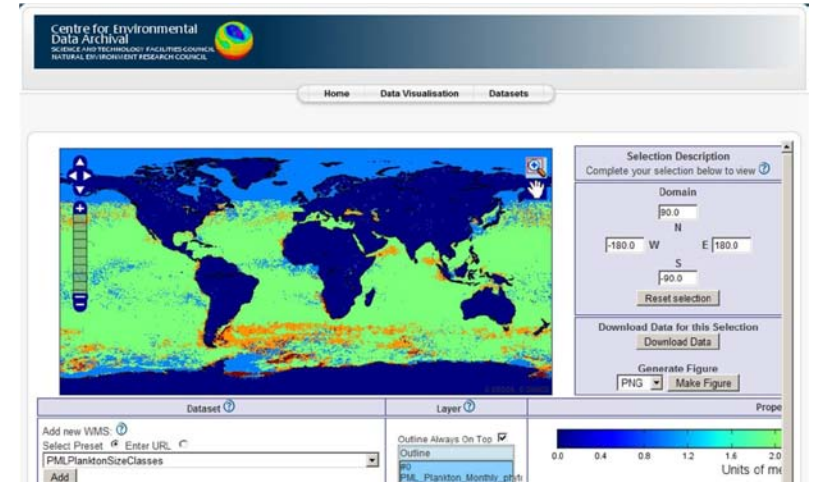 Centre for Environmental
Data Archival
SCIENCE AND TECHNOLOGY FACILITIES COUNCIL
NATURAL ENVIRONMENT RESEARCH COUNCIL
Home Data Visualisation Datasets
Selection Description
Complete your selection below to view ?
Domain
90.0
N
-180.0 W E 180.0
S
-90.0
Reset selection
Download Data for this Selection
Download Data
Generate Figure
PNG Make Figure
Dataset ? Layer ? Prope
Add new WMS: ?
Select Preset Enter URL
PMLPlanktonSizeClasses
Add
Outline Always On Top
Outline
#0
PML_Plankton_Monthly_phyt
0.0 0.4 0.8 1.2 1.6 2.0
Units of me